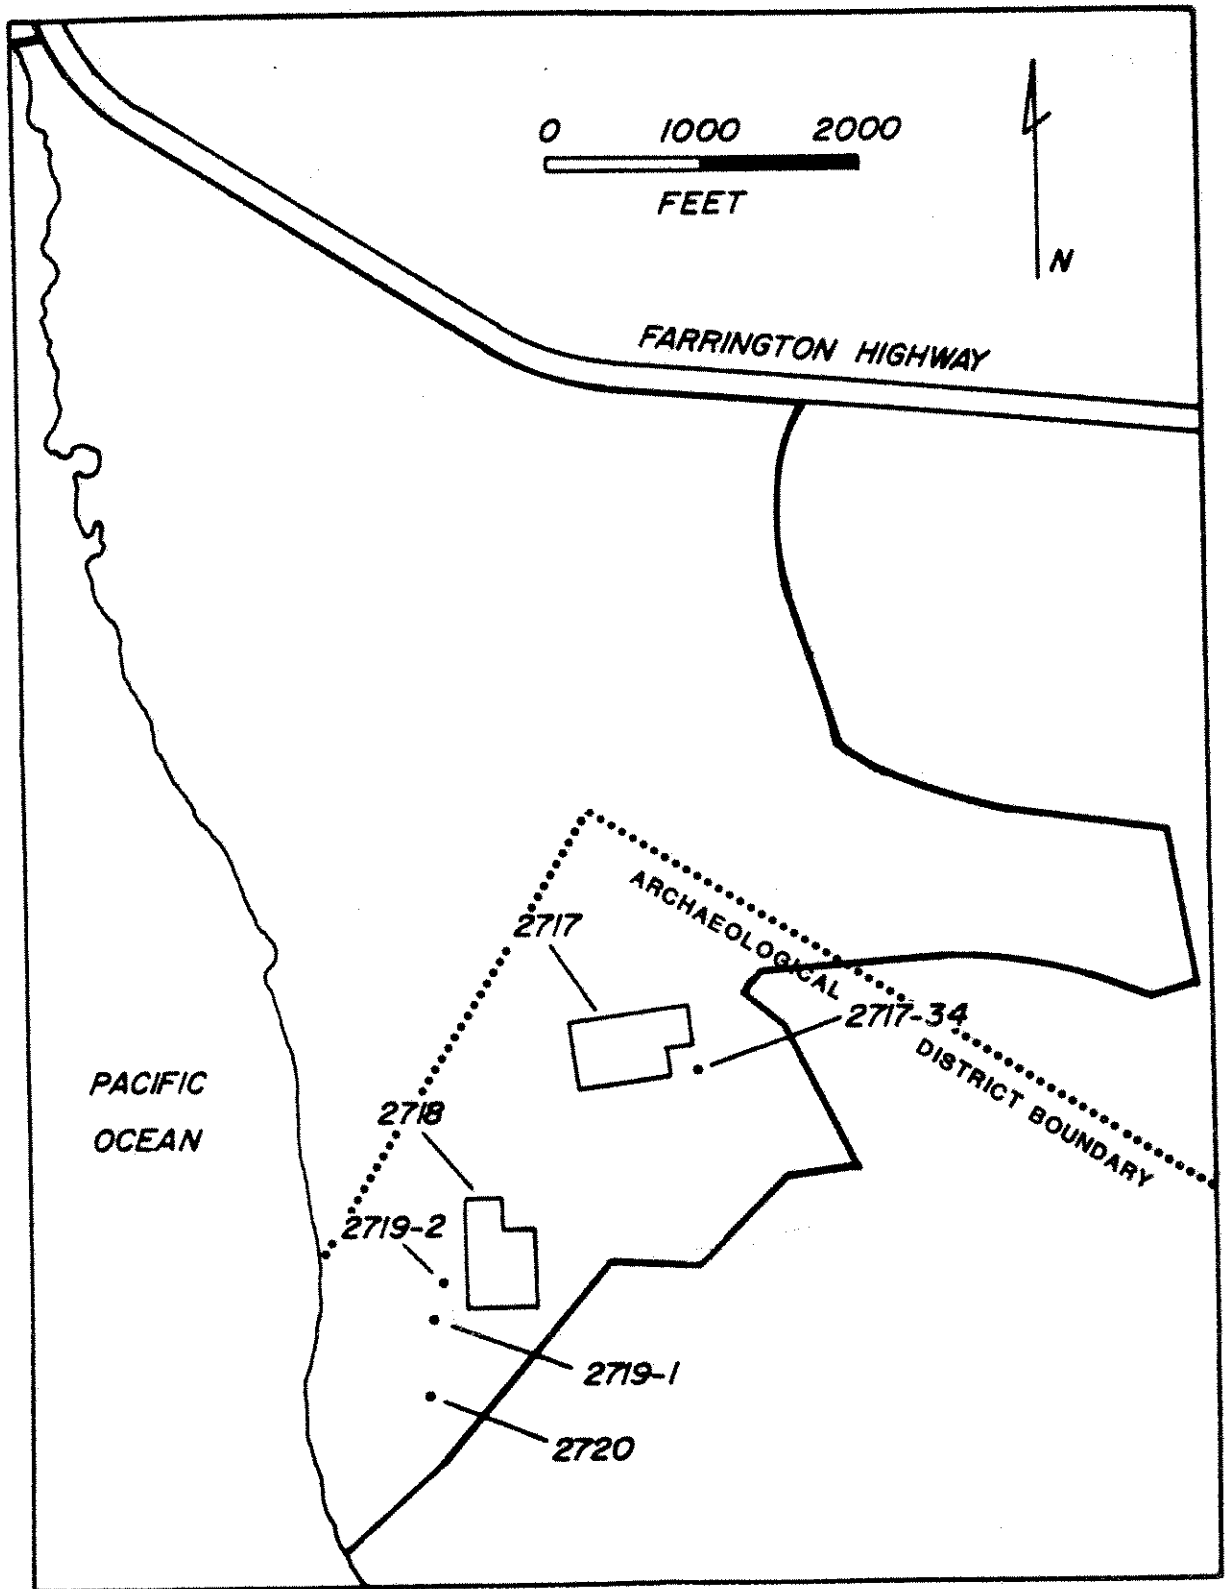 0 1000 2000
FEET
N
FARRINGTON HIGHWAY
ARCHAEOLOGICAL
DISTRICT BOUNDARY
2717
2717-34
PACIFIC
OCEAN
2718
2719-2
2719-1
2720